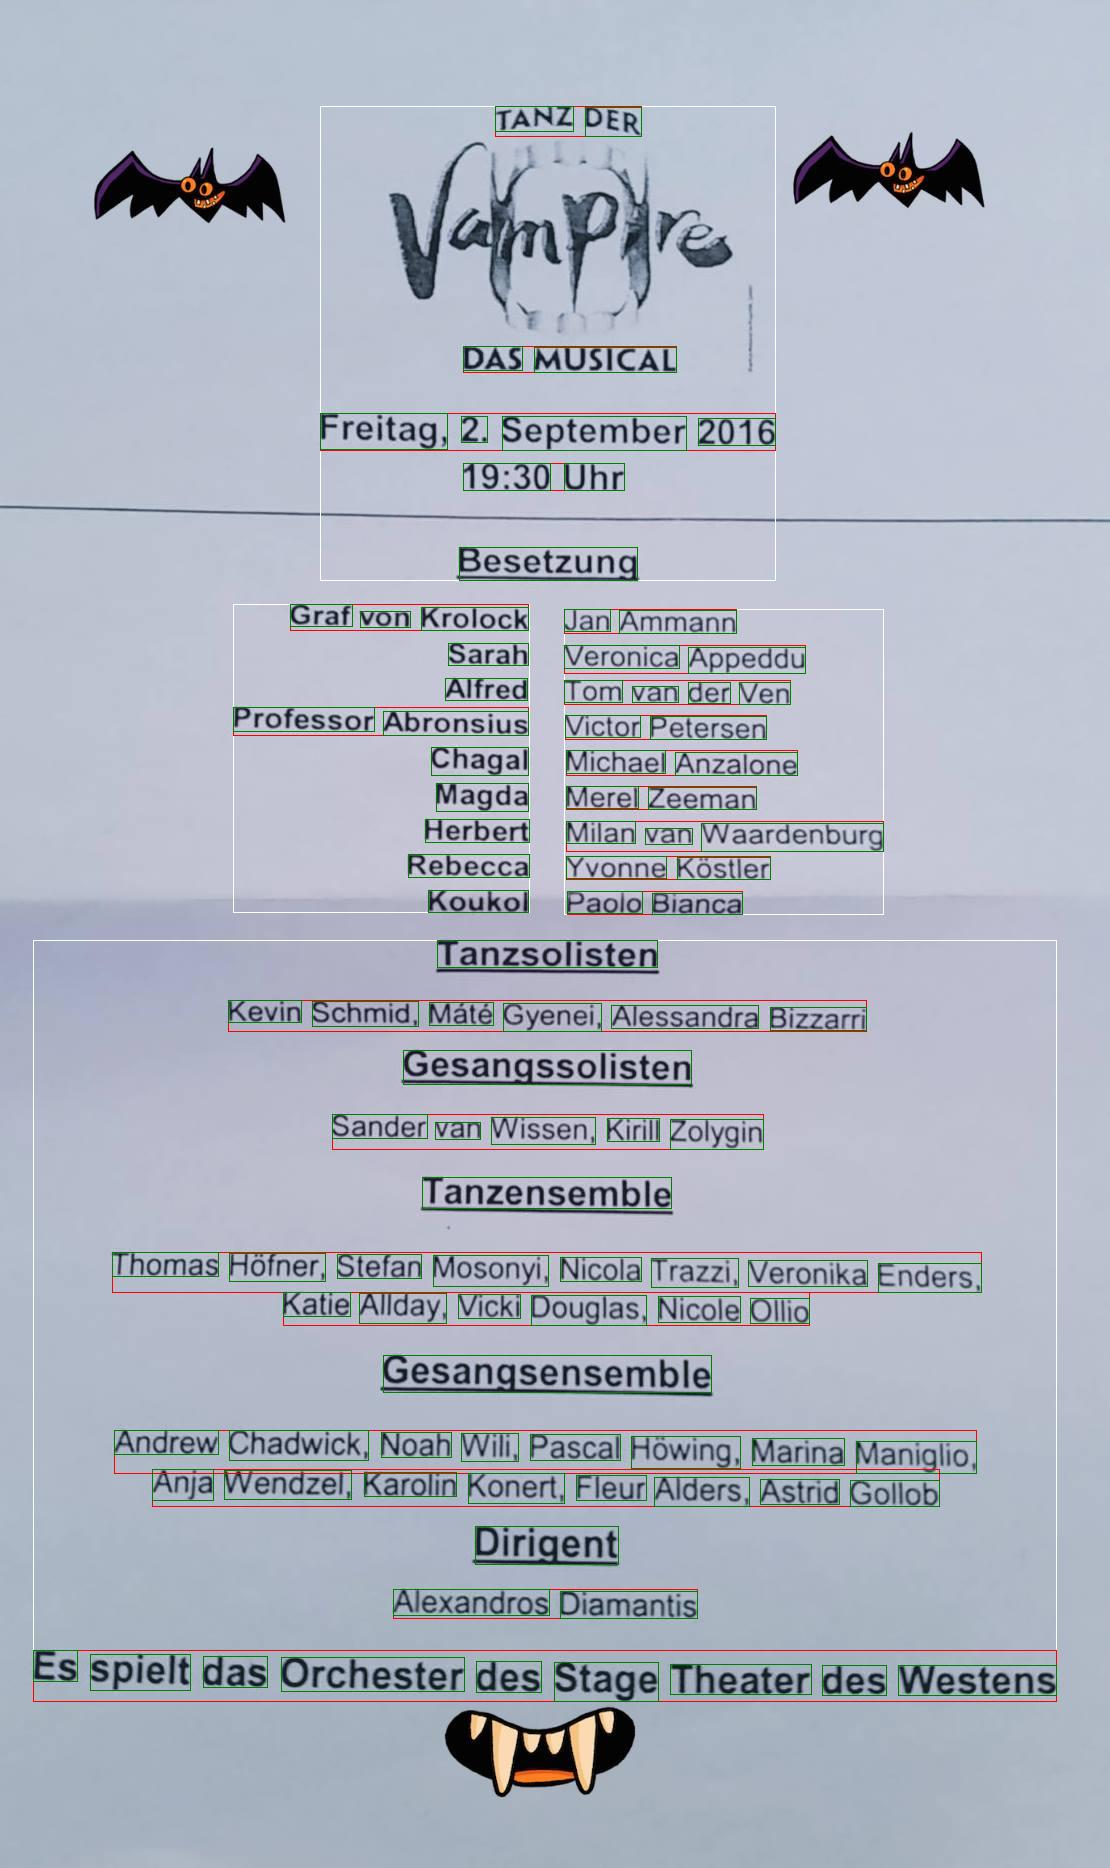 TANZ DER
Vampire
DAS MUSICAL
Freitag, 2. September 2016
19:30 Uhr
Besetzung
Graf von Krolock Jan Ammann
Sarah Veronica Appeddu
Alfred Tom van der Ven
Professor Abronsius Victor Petersen
Chagal Michael Anzalone
Magda Merel Zeeman
Herbert Milan van Waardenburg
Rebecca Yvonne Köstler
Koukol Paolo Bianca
Tanzsolisten
Kevin Schmid, Máté Gyenei, Alessandra Bizzarri
Gesangssolisten
Sander van Wissen, Kirill Zolygin
Tanzensemble
Thomas Höfner, Stefan Mosonyi, Nicola Trazzi, Veronika Enders,
Katie Allday, Vicki Douglas, Nicole Ollio
Gesangsensemble
Andrew Chadwick, Noah Wili, Pascal Höwing, Marina Maniglio,
Anja Wendzel, Karolin Konert, Fleur Alders, Astrid Gollob
Dirigent
Alexandros Diamantis
Es spielt das Orchester des Stage Theater des Westens